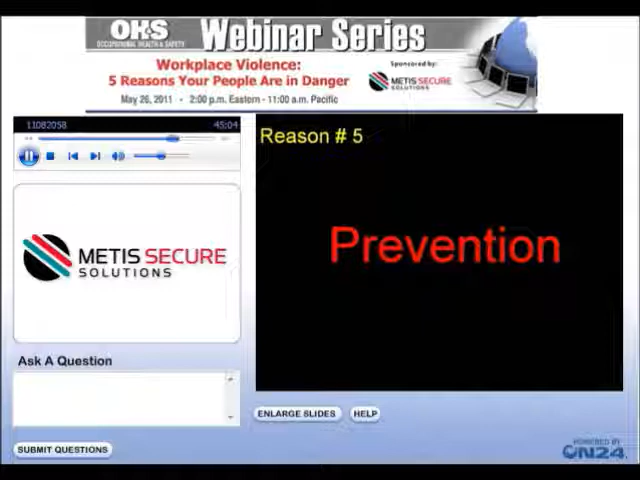 OH&S
OCCUPATIONAL HEALTH & SAFETY
Webinar Series
Workplace Violence:
5 Reasons Your People Are in Danger
May 26, 2011 - 2:00 p.m. Eastern - 11:00 a.m. Pacific
Sponsored by:
METIS SECURE
SOLUTIONS
11082058
45:04
Reason # 5
Prevention
METIS SECURE
SOLUTIONS
Ask A Question
ENLARGE SLIDES
HELP
SUBMIT QUESTIONS
POWERED BY
ON24